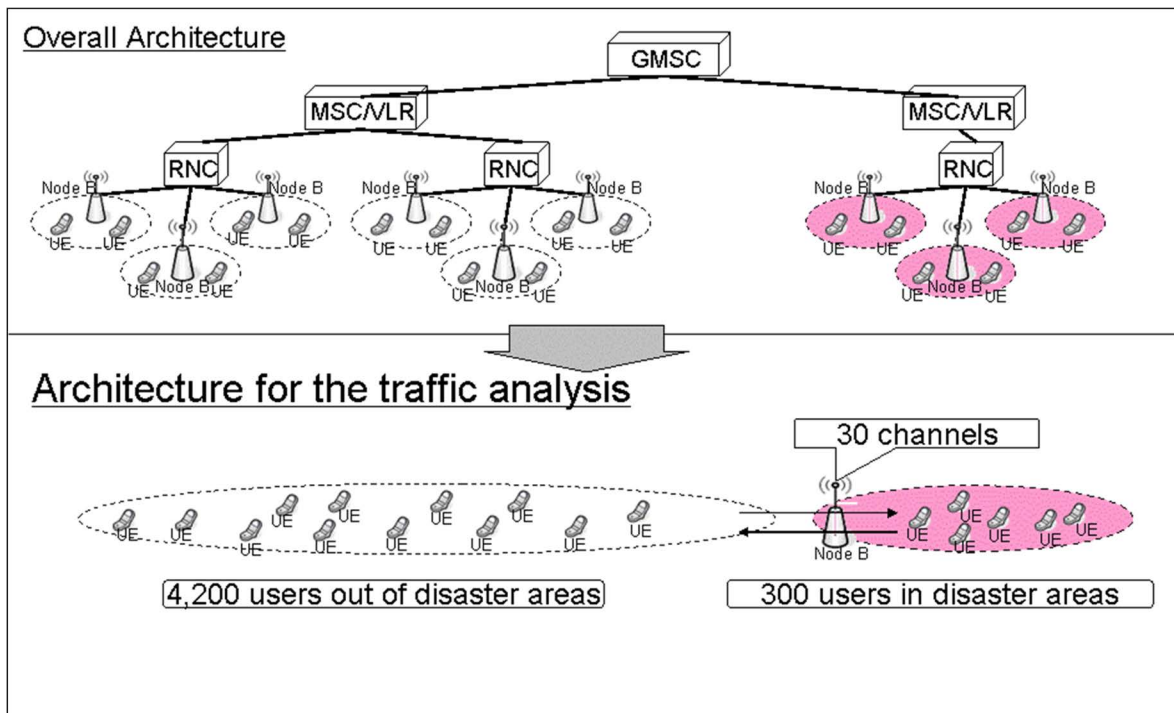 Overall Architecture
GMSC
MSC/VLR
MSC/VLR
RNC
RNC
RNC
Node B
Node B
Node B
Node B
Node B
Node B
UE
UE
UE
UE
UE
UE
UE
UE
UE
UE
UE
UE
Node B
UE
UE
Node B
UE
UE
Node B
UE
UE
Architecture for the traffic analysis
30 channels
UE
UE
UE
UE
UE
UE
UE
UE
UE
UE
UE
UE
Node B
UE
UE
UE
UE
UE
UE
4,200 users out of disaster areas
300 users in disaster areas